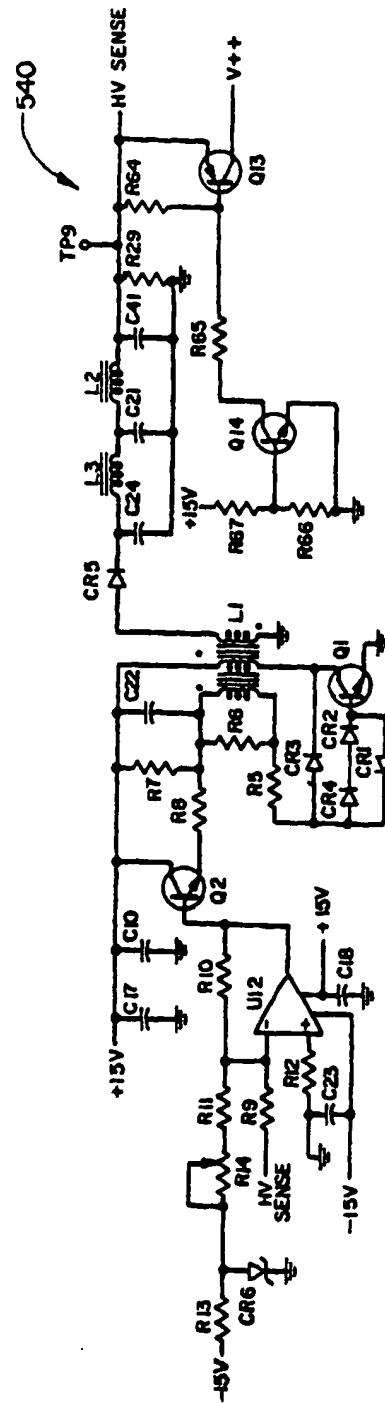 540
HV SENSE
TP9
R64
R29
V++
Q13
C41
L2
C21
L3
C24
R65
Q14
+15V
R67
R66
CR5
L1
C22
R7
R8
R6
R5
CR3
Q1
CR2
CR4
CR1
Q2
+15V
C10
C17
R10
U12
+15V
C18
R11
R9
R12
C23
HV
SENSE
R14
CR6
R13
-15V
-15V
-
+